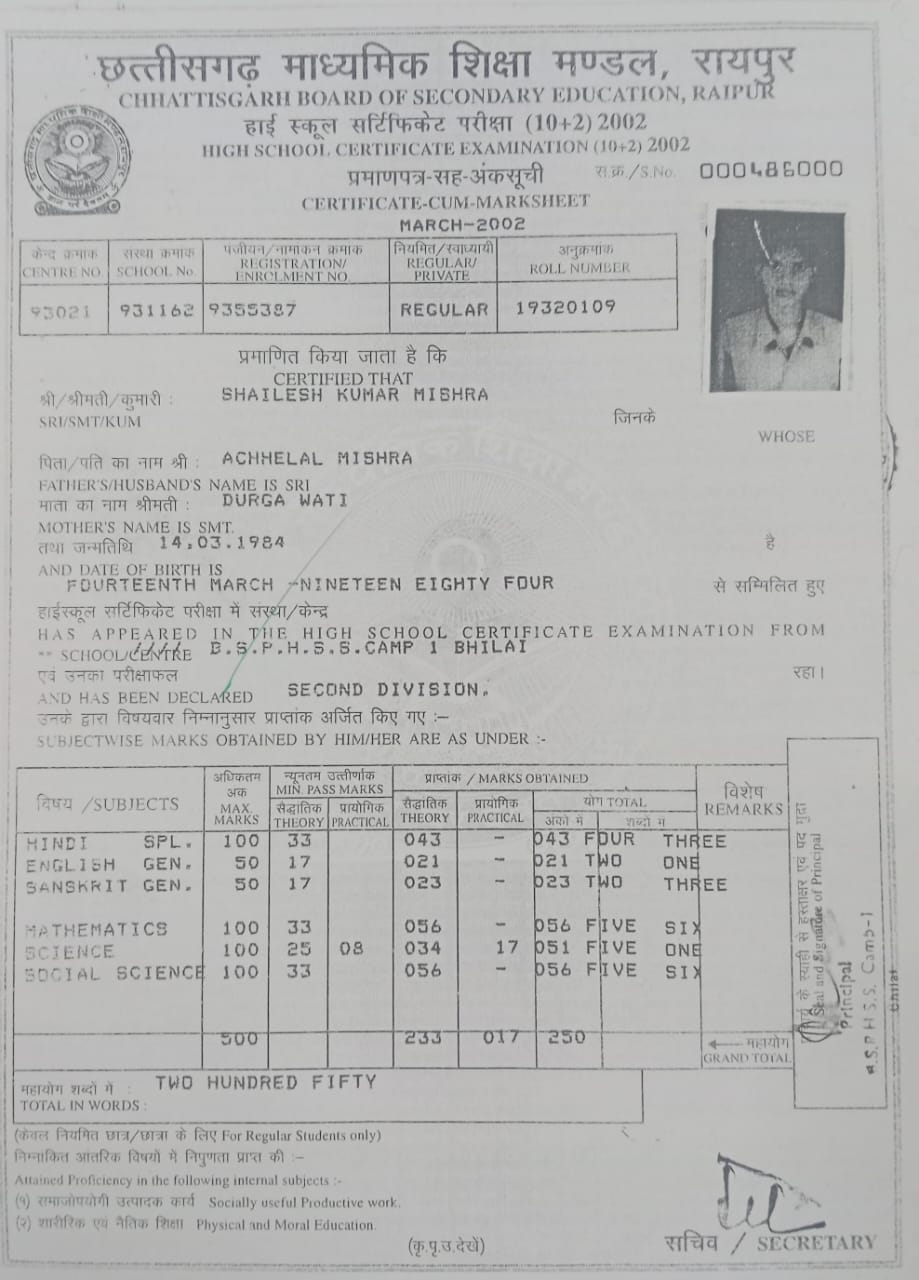 छत्तीसगढ़ माध्यमिक शिक्षा मण्डल, रायपुर
CHHATTISGARH BOARD OF SECONDARY EDUCATION, RAIPUR
हाई स्कूल सर्टिफिकेट परीक्षा (10+2) 2002
HIGH SCHOOL CERTIFICATE EXAMINATION (10+2) 2002
प्रमाणपत्र-सह-अंकसूची स.क्र./S.No. 000486000
CERTIFICATE-CUM-MARKSHEET
MARCH-2002
केन्द्र क्रमांक संस्था क्रमांक पंजीयन/नामांकन क्रमांक नियमित/स्वाध्यायी अनुक्रमांक
CENTRE NO. SCHOOL No. REGISTRATION/ ENROLMENT NO. REGULAR/ PRIVATE ROLL NUMBER
93021 931162 9355387 REGULAR 19320109
प्रमाणित किया जाता है कि
CERTIFIED THAT
श्री/श्रीमती/कुमारी : SHAILESH KUMAR MISHRA
SRI/SMT/KUM जिनके
WHOSE
पिता/पति का नाम श्री : ACHHELAL MISHRA
FATHER'S/HUSBAND'S NAME IS SRI
माता का नाम श्रीमती : DURGA WATI
MOTHER'S NAME IS SMT.
तथा जन्मतिथि 14.03.1984 है
AND DATE OF BIRTH IS
FOURTEENTH MARCH -NINETEEN EIGHTY FOUR से सम्मिलित हुए
हाईस्कूल सर्टिफिकेट परीक्षा में संस्था/केन्द्र
HAS APPEARED IN THE HIGH SCHOOL CERTIFICATE EXAMINATION FROM
** SCHOOL/CENTRE B.S.P.H.S.S.CAMP 1 BHILAI
एवं उनका परीक्षाफल रहा।
AND HAS BEEN DECLARED SECOND DIVISION.
उनके द्वारा विषयवार निम्नानुसार प्राप्तांक अर्जित किए गए :–
SUBJECTWISE MARKS OBTAINED BY HIM/HER ARE AS UNDER :-
विषय /SUBJECTS अधिकतम अंक MAX. MARKS न्यूनतम उत्तीर्णांक MIN. PASS MARKS प्राप्तांक / MARKS OBTAINED विशेष REMARKS
सैद्धांतिक THEORY प्रायोगिक PRACTICAL सैद्धांतिक THEORY प्रायोगिक PRACTICAL योग TOTAL
अंको में शब्दो में
HINDI SPL. 100 33 043 - 043 FOUR THREE
ENGLISH GEN. 50 17 021 - 021 TWO ONE
SANSKRIT GEN. 50 17 023 - 023 TWO THREE
MATHEMATICS 100 33 056 - 056 FIVE SIX
SCIENCE 100 25 08 034 17 051 FIVE ONE
SOCIAL SCIENCE 100 33 056 - 056 FIVE SIX
500 233 017 250 महायोग
GRAND TOTAL
महायोग शब्दों में : TWO HUNDRED FIFTY
TOTAL IN WORDS :
(केवल नियमित छात्र/छात्रा के लिए For Regular Students only)
निम्नांकित आंतरिक विषयों में निपुणता प्राप्त की :–
Attained Proficiency in the following internal subjects :-
(१) समाजोपयोगी उत्पादक कार्य Socially useful Productive work.
(२) शारीरिक एवं नैतिक शिक्षा Physical and Moral Education.
(कृ.पृ.उ.देखें)
सचिव / SECRETARY
Seal and Signature of Principal
Principal
B.S.P H S.S. Camp-1
Bhilai